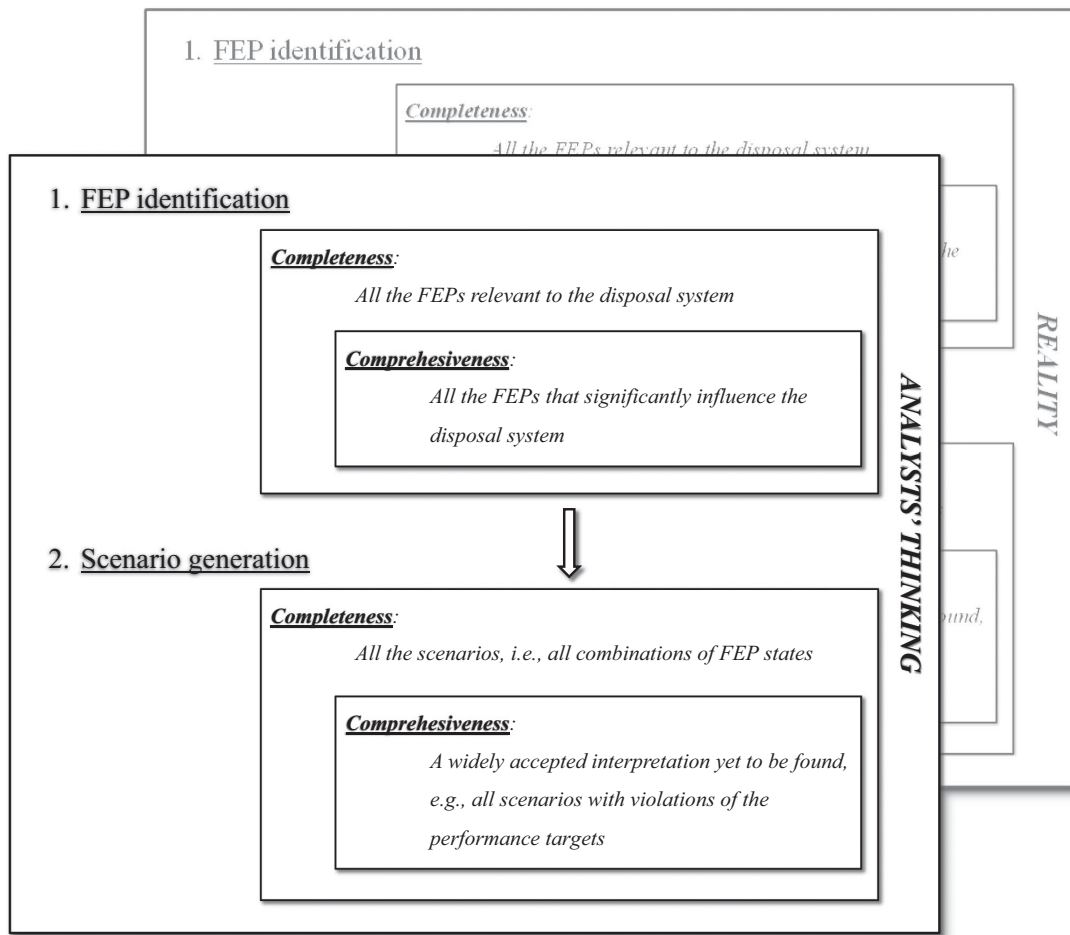 1. FEP identification
Completeness:
All the FEPs relevant to the disposal system
he
REALITY
ound,
1. FEP identification
Completeness:
All the FEPs relevant to the disposal system
Comprehesiveness:
All the FEPs that significantly influence the
disposal system
ANALYSTS' THINKING
2. Scenario generation
Completeness:
All the scenarios, i.e., all combinations of FEP states
Comprehesiveness:
A widely accepted interpretation yet to be found,
e.g., all scenarios with violations of the
performance targets